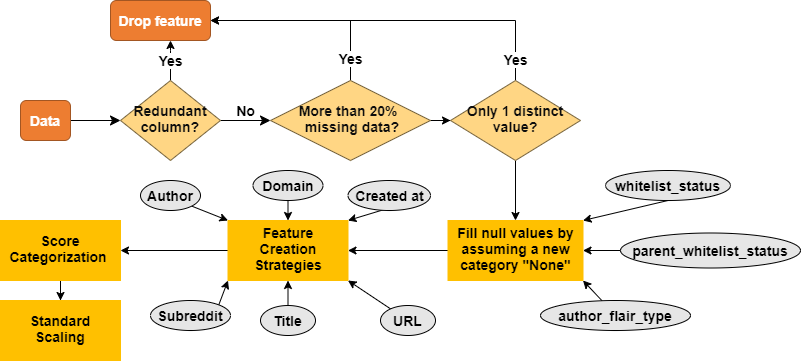 Drop feature
Yes
Yes
Yes
Data
Redundant
column?
No
More than 20%
missing data?
Only 1 distinct
value?
Author
Domain
Created at
whitelist_status
Score
Categorization
Feature
Creation
Strategies
Fill null values by
assuming a new
category "None"
parent_whitelist_status
Standard
Scaling
Subreddit
Title
URL
author_flair_type